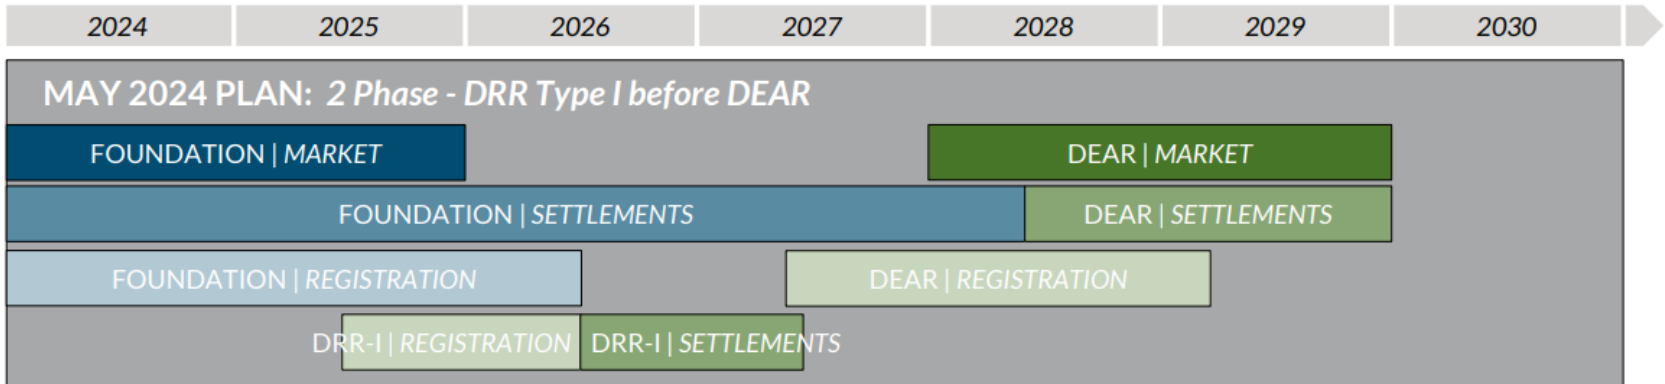 2024 2025 2026 2027 2028 2029 2030
MAY 2024 PLAN: 2 Phase - DRR Type I before DEAR
FOUNDATION | MARKET DEAR | MARKET
FOUNDATION | SETTLEMENTS DEAR | SETTLEMENTS
FOUNDATION | REGISTRATION DEAR | REGISTRATION
DRR-I | REGISTRATION DRR-I | SETTLEMENTS